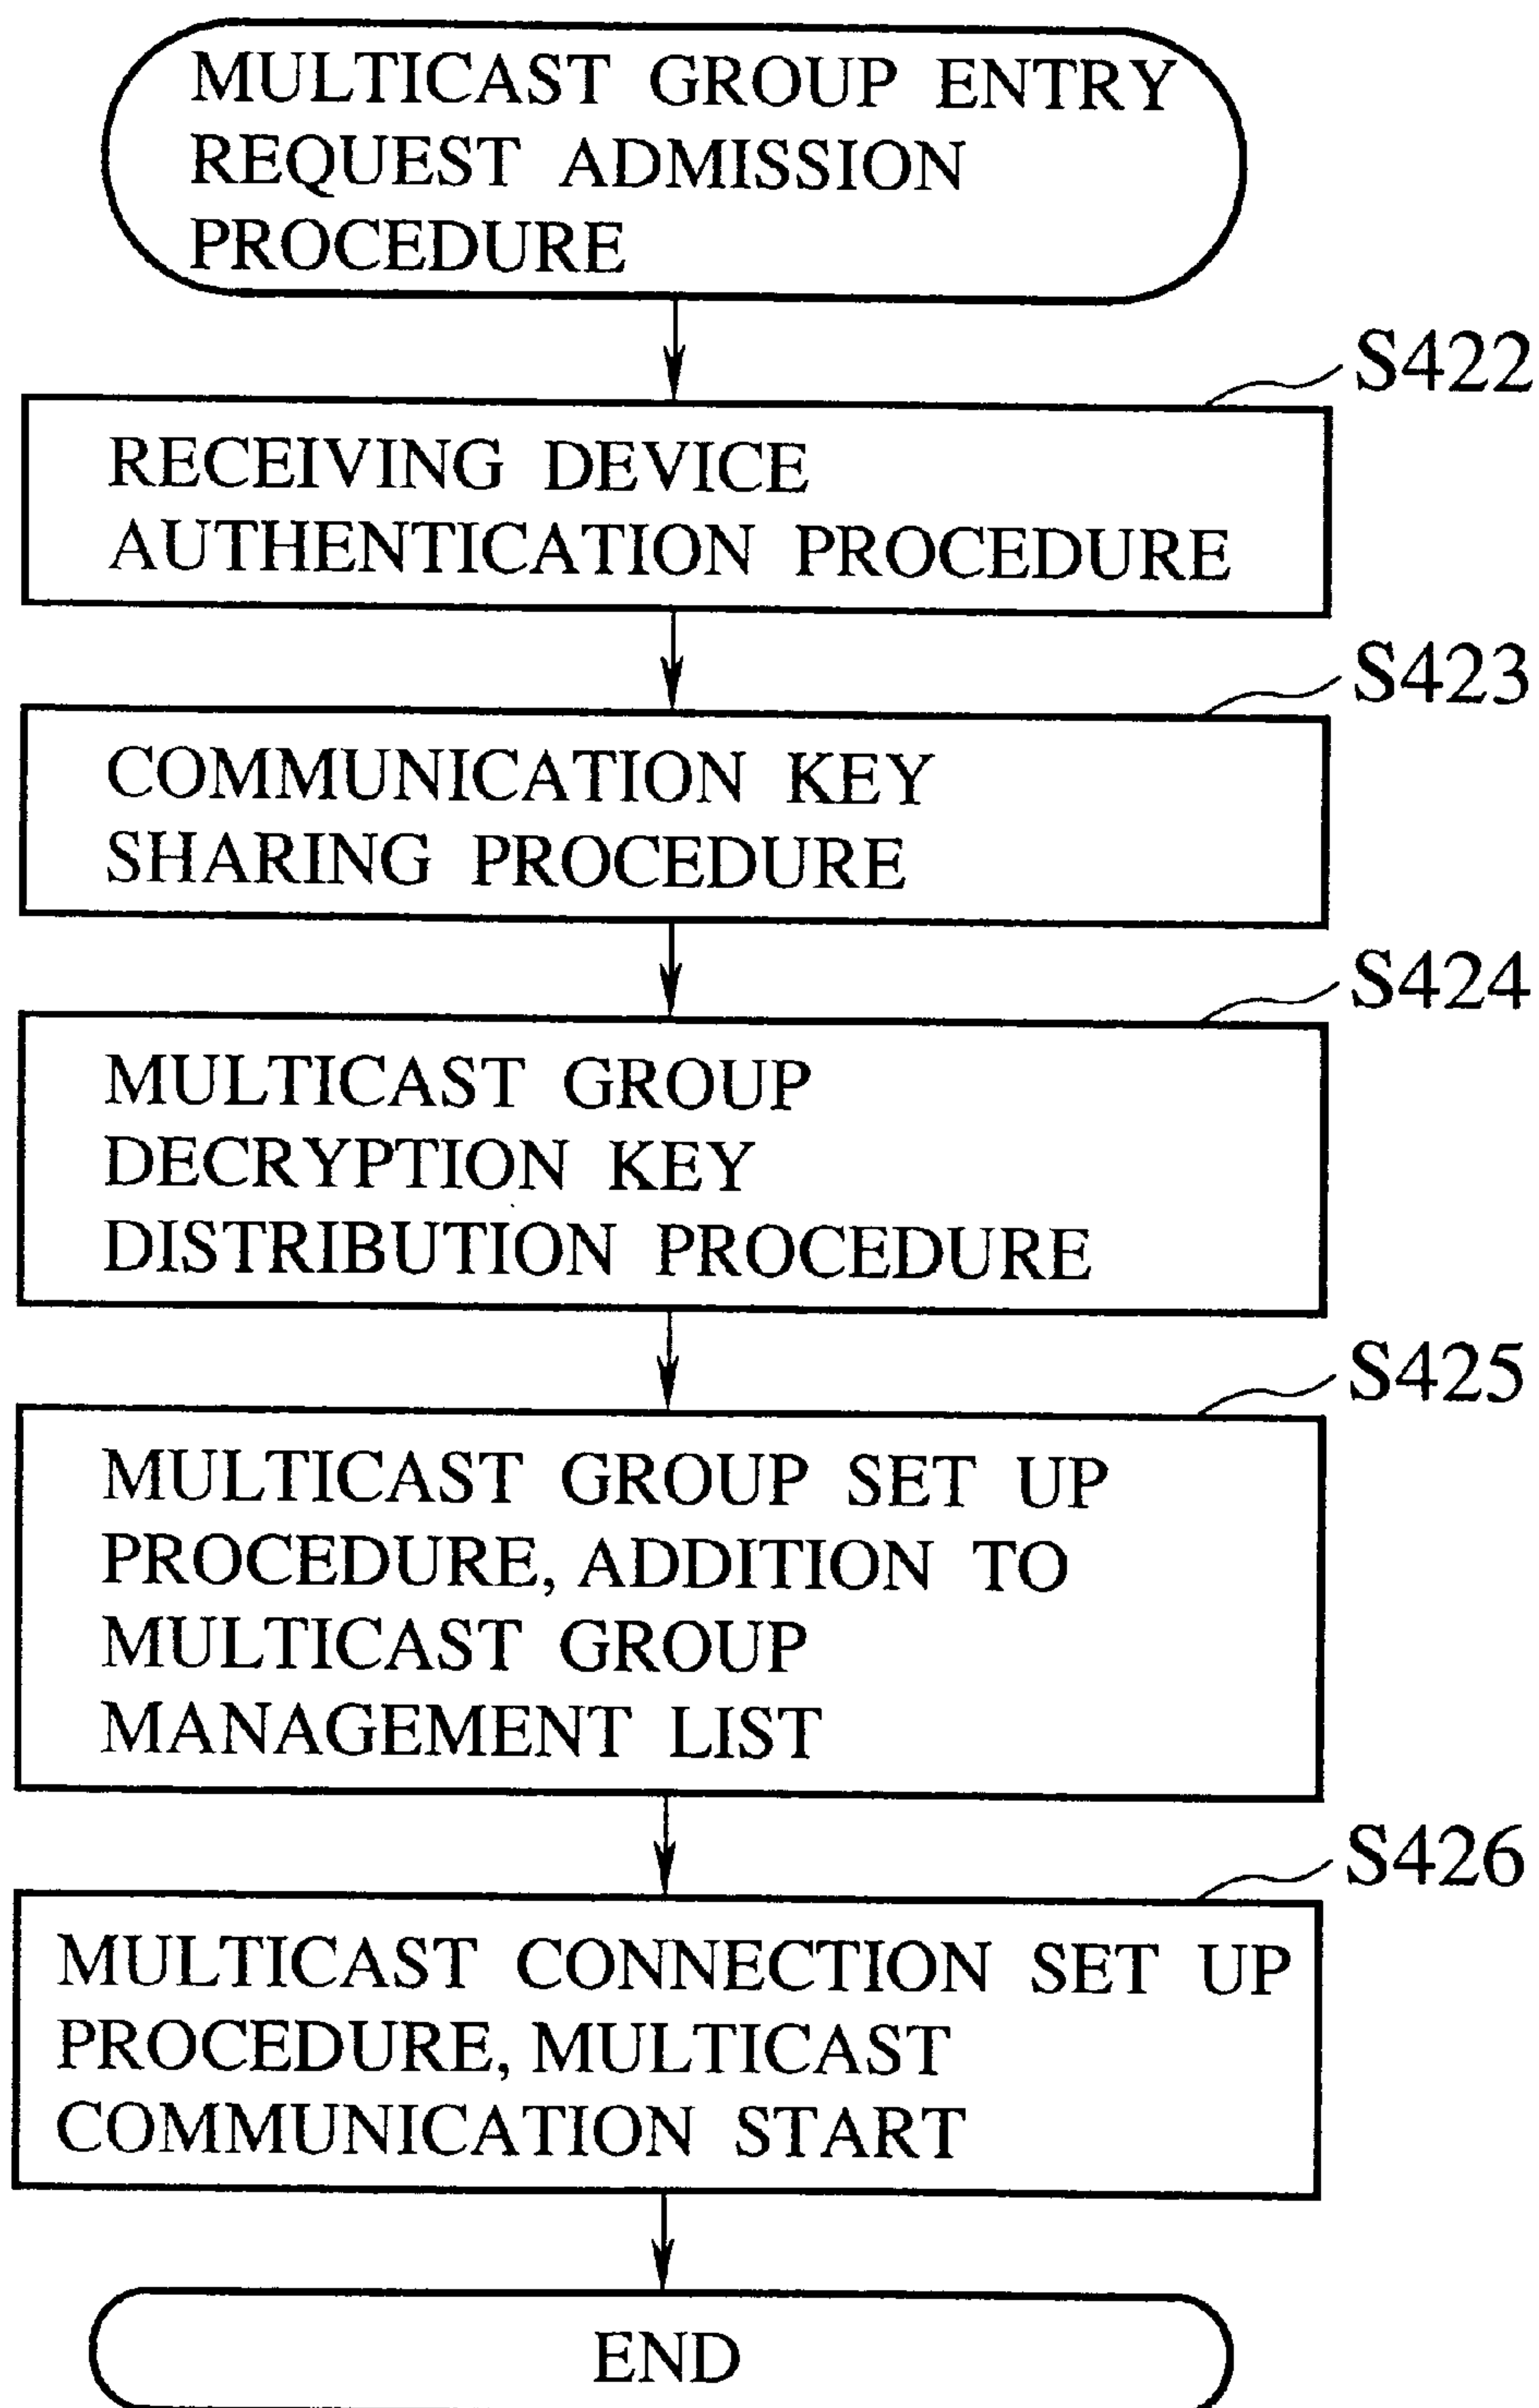 MULTICAST GROUP ENTRY
REQUEST ADMISSION
PROCEDURE
S422
RECEIVING DEVICE
AUTHENTICATION PROCEDURE
S423
COMMUNICATION KEY
SHARING PROCEDURE
S424
MULTICAST GROUP
DECRYPTION KEY
DISTRIBUTION PROCEDURE
S425
MULTICAST GROUP SET UP
PROCEDURE, ADDITION TO
MULTICAST GROUP
MANAGEMENT LIST
S426
MULTICAST CONNECTION SET UP
PROCEDURE, MULTICAST
COMMUNICATION START
END